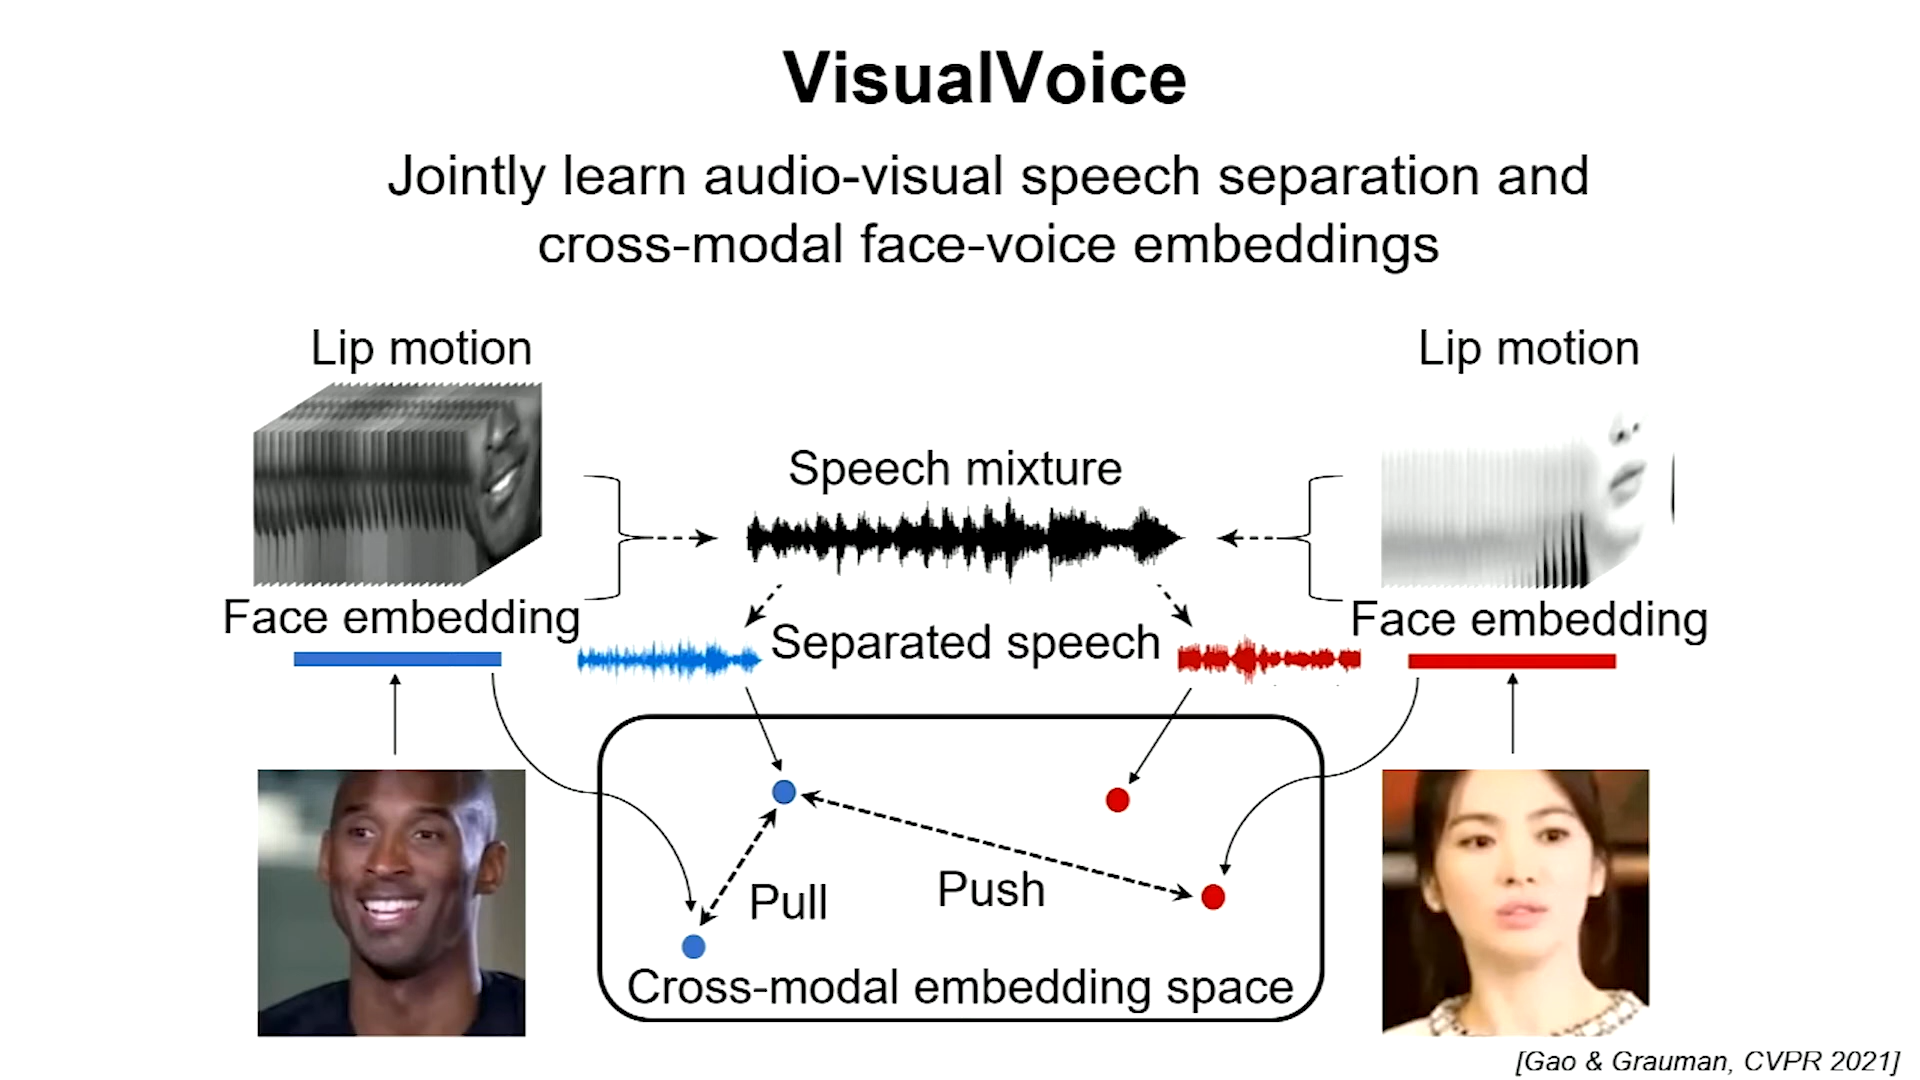 VisualVoice
Jointly learn audio-visual speech separation and
cross-modal face-voice embeddings
Lip motion
Lip motion
Speech mixture
Face embedding
Face embedding
Separated speech
Pull
Push
Cross-modal embedding space
[Gao & Grauman, CVPR 2021]